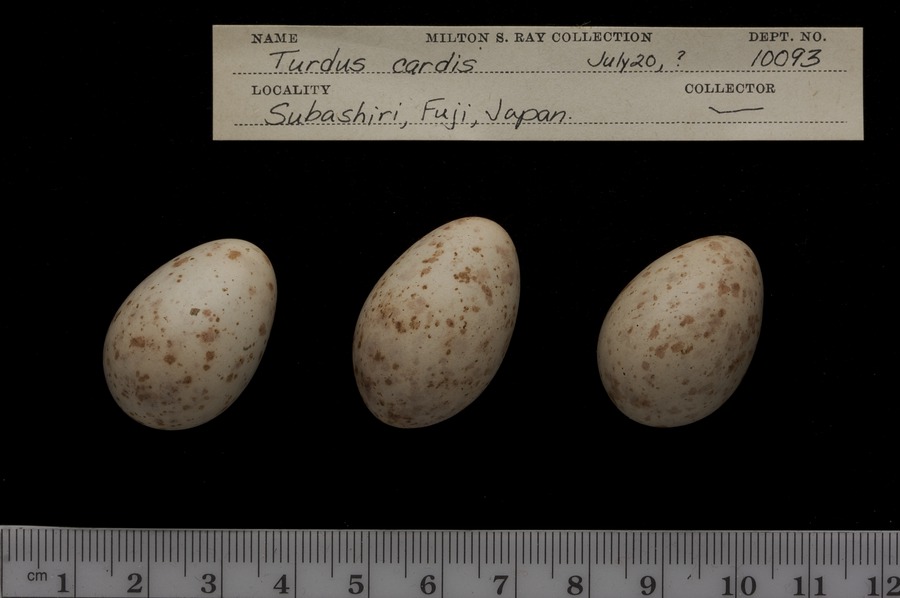 NAME MILTON S. RAY COLLECTION DEPT. NO.
Turdus cardis July 20, ? 10093
LOCALITY COLLECTOR
Subashiri, Fuji, Japan.
cm 1 2 3 4 5 6 7 8 9 10 11 12